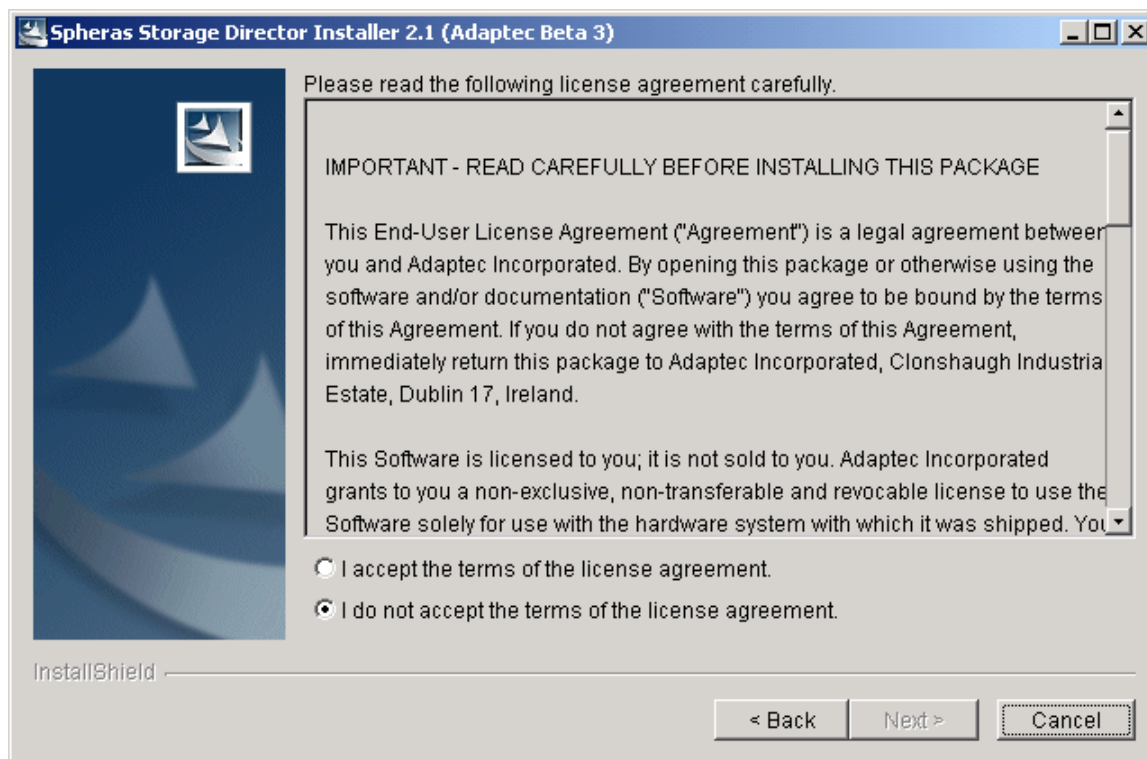 Spheras Storage Director Installer 2.1 (Adaptec Beta 3)
Please read the following license agreement carefully.
IMPORTANT - READ CAREFULLY BEFORE INSTALLING THIS PACKAGE
This End-User License Agreement ("Agreement") is a legal agreement between
you and Adaptec Incorporated. By opening this package or otherwise using the
software and/or documentation ("Software") you agree to be bound by the terms
of this Agreement. If you do not agree with the terms of this Agreement,
immediately return this package to Adaptec Incorporated, Clonshaugh Industria
Estate, Dublin 17, Ireland.
This Software is licensed to you; it is not sold to you. Adaptec Incorporated
grants to you a non-exclusive, non-transferable and revocable license to use the
Software solely for use with the hardware system with which it was shipped. You
I accept the terms of the license agreement.
I do not accept the terms of the license agreement.
InstallShield
< Back Next > Cancel